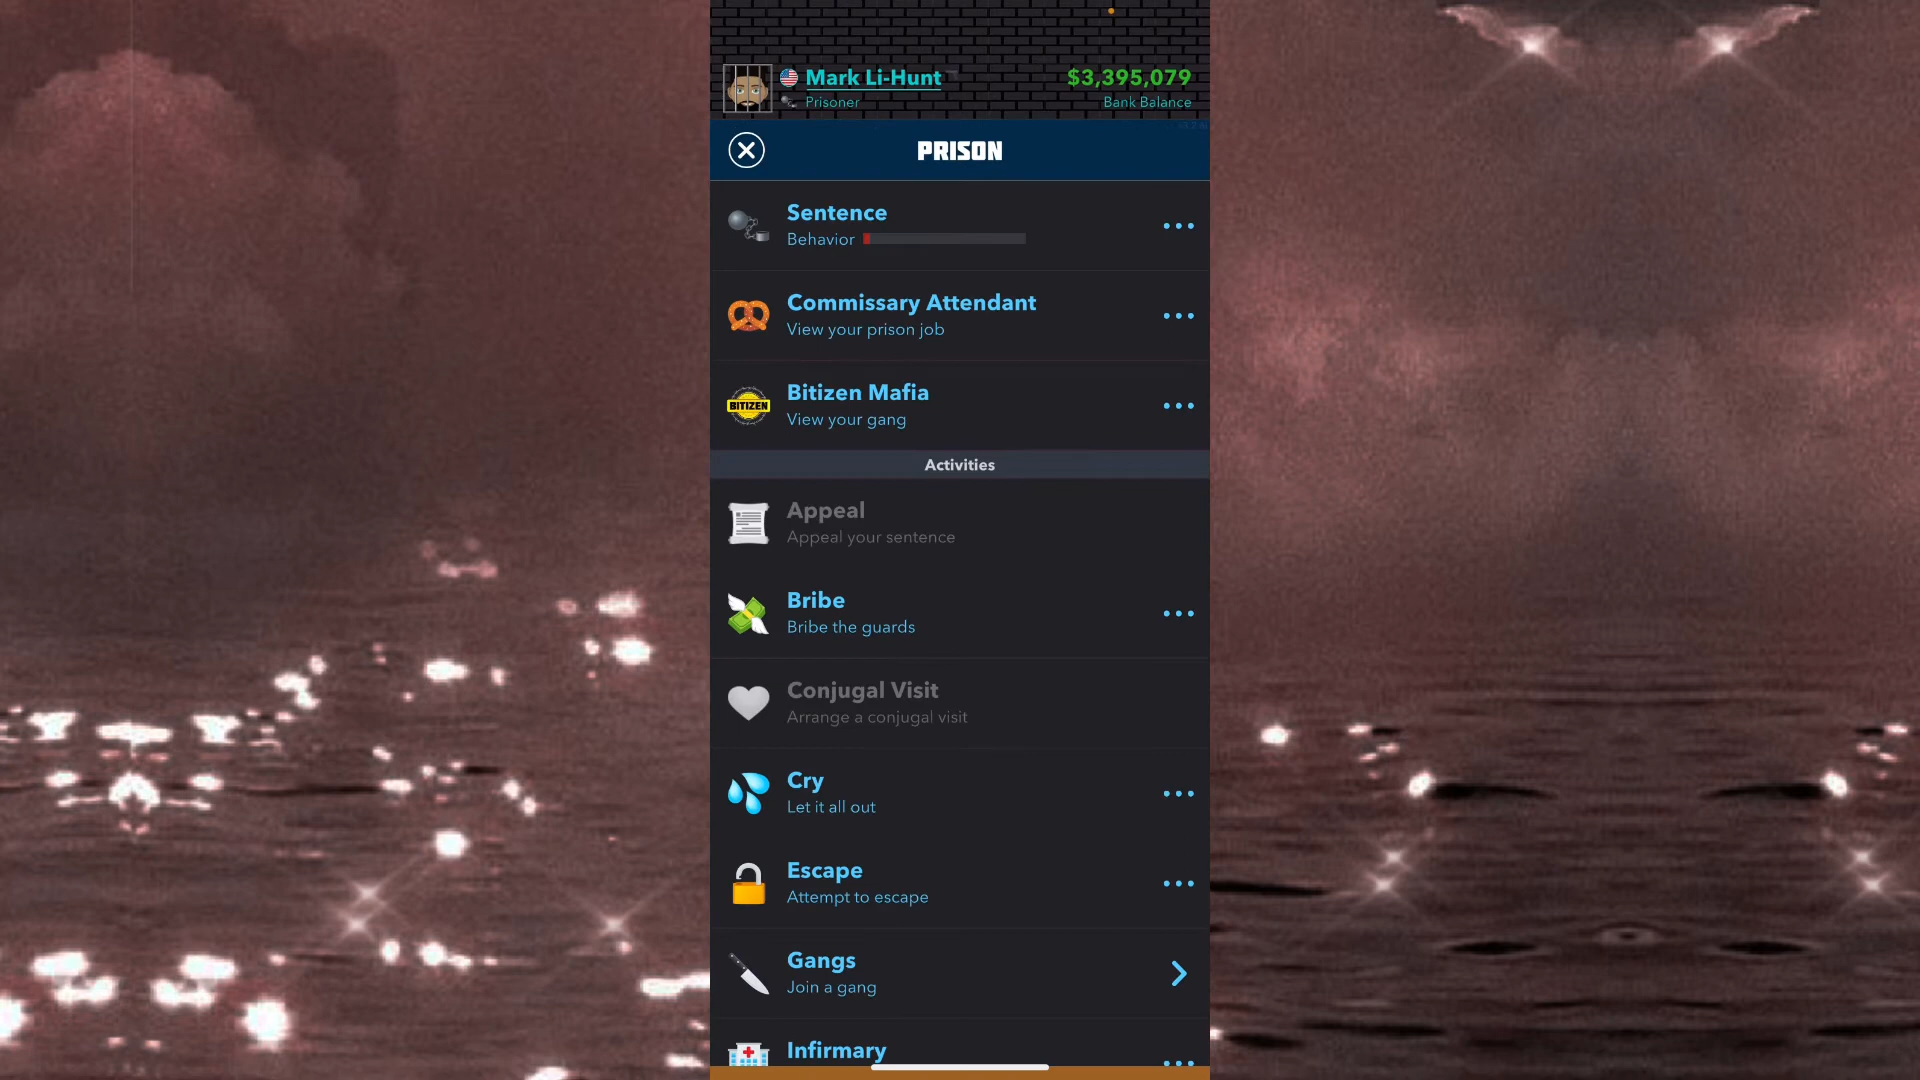 Mark Li-Hunt
$3,395,079
Prisoner
Bank Balance
PRISON
Sentence
Behavior
Commissary Attendant
View your prison job
BITIZEN
Bitizen Mafia
View your gang
Activities
Appeal
Appeal your sentence
Bribe
Bribe the guards
Conjugal Visit
Arrange a conjugal visit
Cry
Let it all out
Escape
Attempt to escape
Gangs
Join a gang
Infirmary